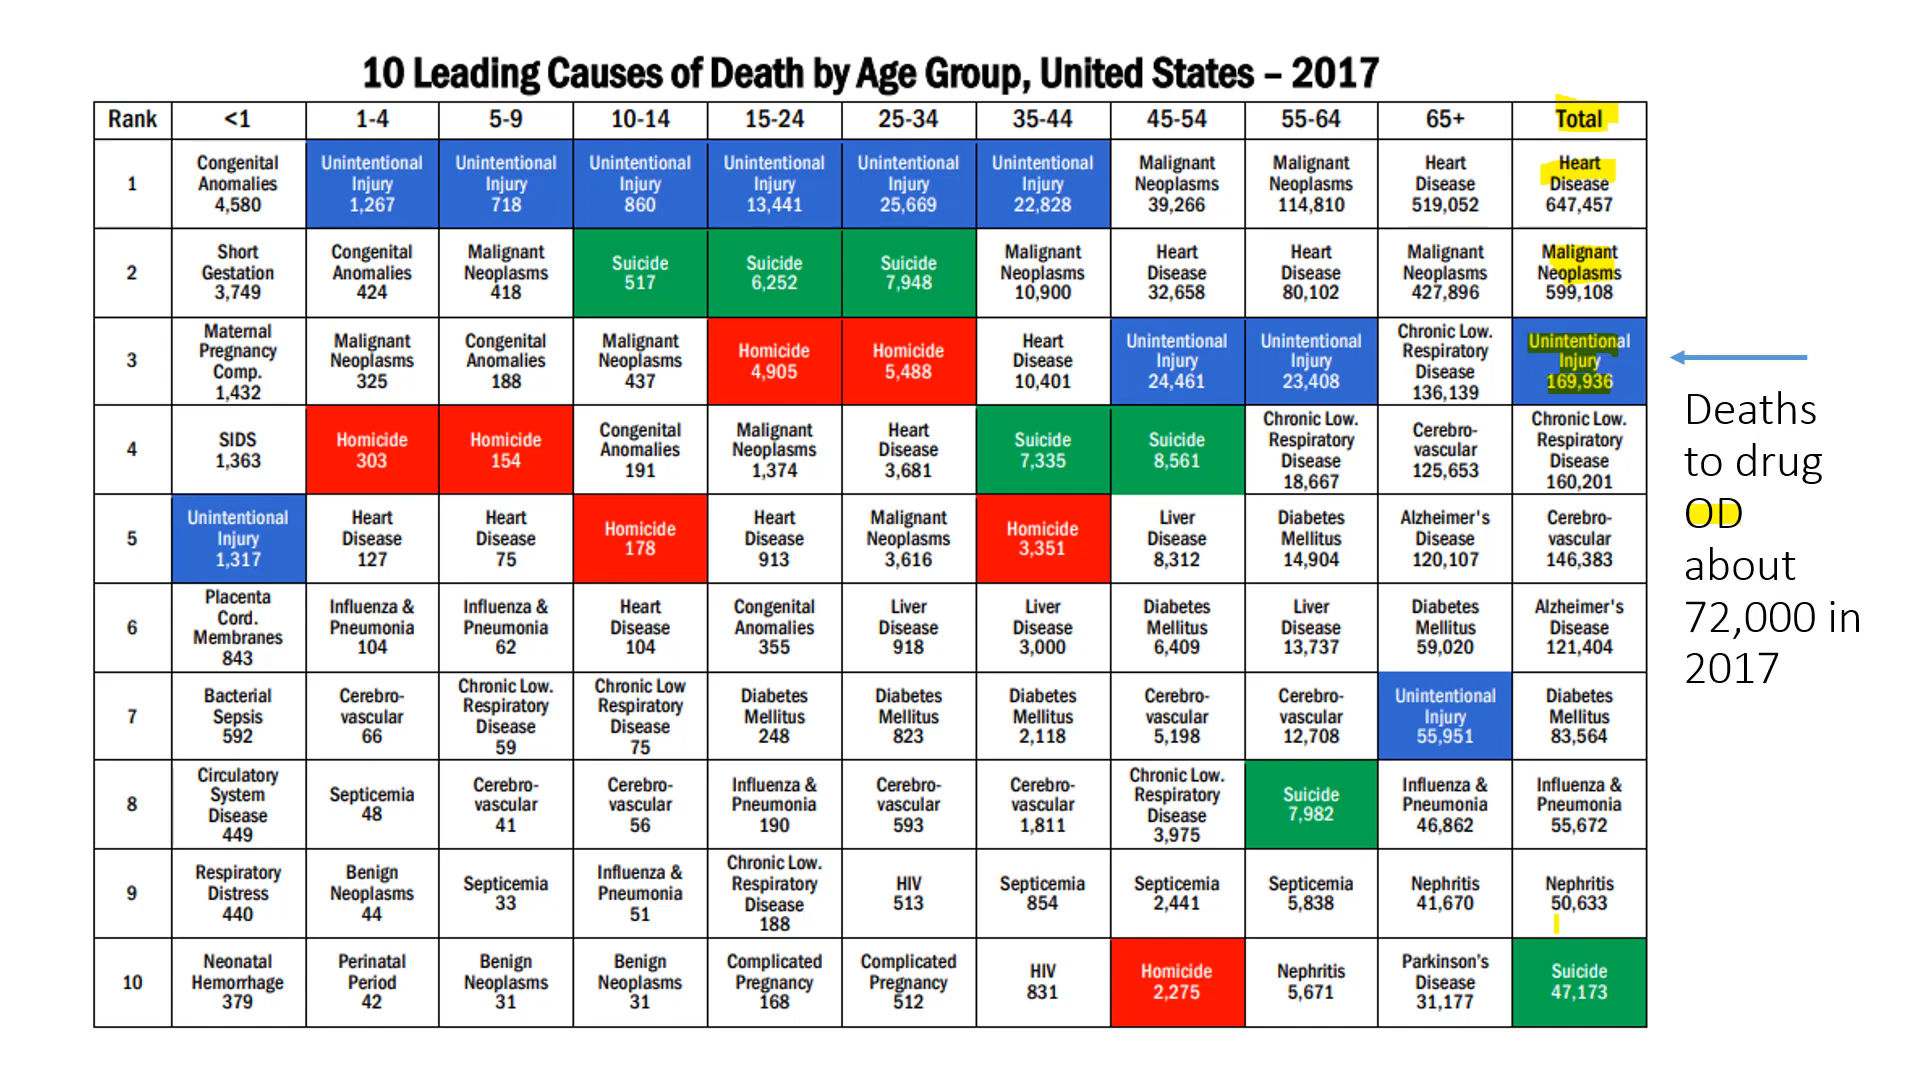 10 Leading Causes of Death by Age Group, United States – 2017
Rank <1 1-4 5-9 10-14 15-24 25-34 35-44 45-54 55-64 65+ Total
1
Congenital
Anomalies
4,580
Unintentional
Injury
1,267
Unintentional
Injury
718
Unintentional
Injury
860
Unintentional
Injury
13,441
Unintentional
Injury
25,669
Unintentional
Injury
22,828
Malignant
Neoplasms
39,266
Malignant
Neoplasms
114,810
Heart
Disease
519,052
Heart
Disease
647,457
2
Short
Gestation
3,749
Congenital
Anomalies
424
Malignant
Neoplasms
418
Suicide
517
Suicide
6,252
Suicide
7,948
Malignant
Neoplasms
10,900
Heart
Disease
32,658
Heart
Disease
80,102
Malignant
Neoplasms
427,896
Malignant
Neoplasms
599,108
3
Maternal
Pregnancy
Comp.
1,432
Malignant
Neoplasms
325
Congenital
Anomalies
188
Malignant
Neoplasms
437
Homicide
4,905
Homicide
5,488
Heart
Disease
10,401
Unintentional
Injury
24,461
Unintentional
Injury
23,408
Chronic Low.
Respiratory
Disease
136,139
Unintentional
Injury
169,936
4
SIDS
1,363
Homicide
303
Homicide
154
Congenital
Anomalies
191
Malignant
Neoplasms
1,374
Heart
Disease
3,681
Suicide
7,335
Suicide
8,561
Chronic Low.
Respiratory
Disease
18,667
Cerebro-
vascular
125,653
Chronic Low.
Respiratory
Disease
160,201
5
Unintentional
Injury
1,317
Heart
Disease
127
Heart
Disease
75
Homicide
178
Heart
Disease
913
Malignant
Neoplasms
3,616
Homicide
3,351
Liver
Disease
8,312
Diabetes
Mellitus
14,904
Alzheimer's
Disease
120,107
Cerebro-
vascular
146,383
6
Placenta
Cord.
Membranes
843
Influenza &
Pneumonia
104
Influenza &
Pneumonia
62
Heart
Disease
104
Congenital
Anomalies
355
Liver
Disease
918
Liver
Disease
3,000
Diabetes
Mellitus
6,409
Liver
Disease
13,737
Diabetes
Mellitus
59,020
Alzheimer's
Disease
121,404
7
Bacterial
Sepsis
592
Cerebro-
vascular
66
Chronic Low.
Respiratory
Disease
59
Chronic Low
Respiratory
Disease
75
Diabetes
Mellitus
248
Diabetes
Mellitus
823
Diabetes
Mellitus
2,118
Cerebro-
vascular
5,198
Cerebro-
vascular
12,708
Unintentional
Injury
55,951
Diabetes
Mellitus
83,564
8
Circulatory
System
Disease
449
Septicemia
48
Cerebro-
vascular
41
Cerebro-
vascular
56
Influenza &
Pneumonia
190
Cerebro-
vascular
593
Cerebro-
vascular
1,811
Chronic Low.
Respiratory
Disease
3,975
Suicide
7,982
Influenza &
Pneumonia
46,862
Influenza &
Pneumonia
55,672
9
Respiratory
Distress
440
Benign
Neoplasms
44
Septicemia
33
Influenza &
Pneumonia
51
Chronic Low.
Respiratory
Disease
188
HIV
513
Septicemia
854
Septicemia
2,441
Septicemia
5,838
Nephritis
41,670
Nephritis
50,633
10
Neonatal
Hemorrhage
379
Perinatal
Period
42
Benign
Neoplasms
31
Benign
Neoplasms
31
Complicated
Pregnancy
168
Complicated
Pregnancy
512
HIV
831
Homicide
2,275
Nephritis
5,671
Parkinson's
Disease
31,177
Suicide
47,173
Deaths
to drug
OD
about
72,000 in
2017